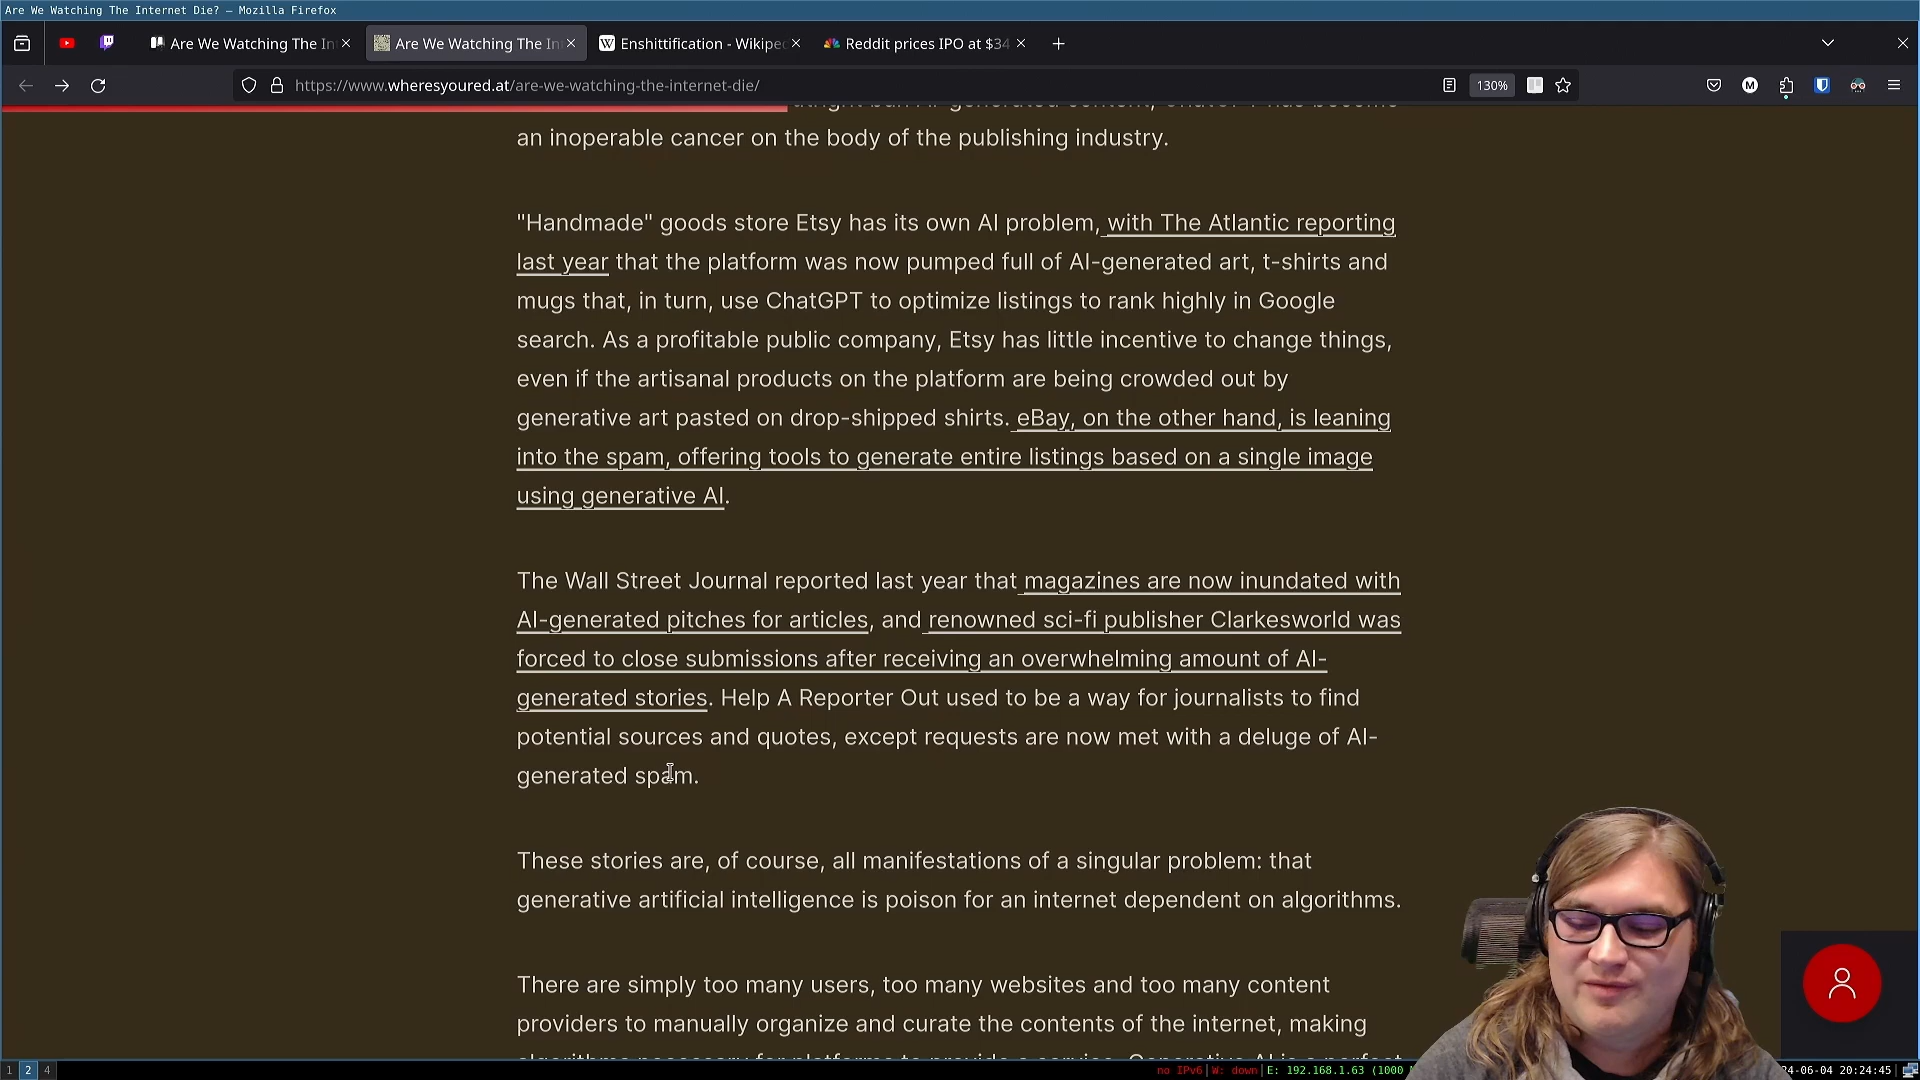 Are We Watching The Internet Die? — Mozilla Firefox
Are We Watching The In
Are We Watching The In
W Enshittification - Wikiped
Reddit prices IPO at $34
https://www.wheresyoured.at/are-we-watching-the-internet-die/
130%
M
an inoperable cancer on the body of the publishing industry.
"Handmade" goods store Etsy has its own AI problem, with The Atlantic reporting
last year that the platform was now pumped full of AI-generated art, t-shirts and
mugs that, in turn, use ChatGPT to optimize listings to rank highly in Google
search. As a profitable public company, Etsy has little incentive to change things,
even if the artisanal products on the platform are being crowded out by
generative art pasted on drop-shipped shirts. eBay, on the other hand, is leaning
into the spam, offering tools to generate entire listings based on a single image
using generative AI.
The Wall Street Journal reported last year that magazines are now inundated with
AI-generated pitches for articles, and renowned sci-fi publisher Clarkesworld was
forced to close submissions after receiving an overwhelming amount of AI-
generated stories. Help A Reporter Out used to be a way for journalists to find
potential sources and quotes, except requests are now met with a deluge of AI-
generated spam.
These stories are, of course, all manifestations of a singular problem: that
generative artificial intelligence is poison for an internet dependent on algorithms.
There are simply too many users, too many websites and too many content
providers to manually organize and curate the contents of the internet, making
1 2 4
no IPv6|W: down|E: 192.168.1.63 (1000
24-06-04 20:24:45